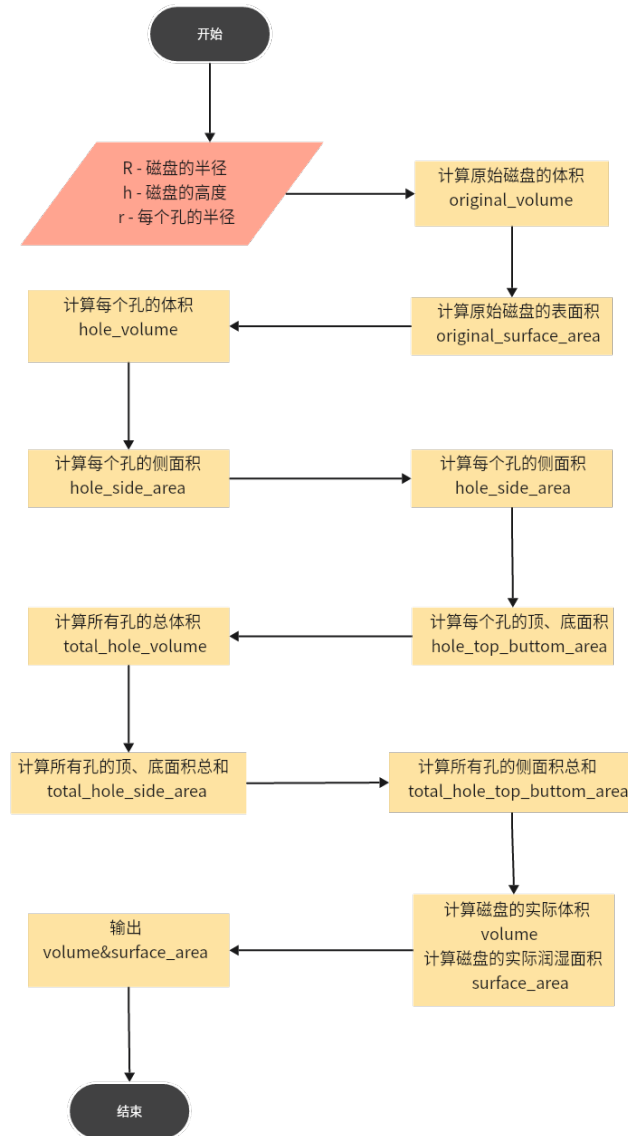 开始
R - 磁盘的半径
h - 磁盘的高度
r - 每个孔的半径
计算原始磁盘的体积
original_volume
计算原始磁盘的表面积
original_surface_area
计算每个孔的体积
hole_volume
计算每个孔的侧面积
hole_side_area
计算每个孔的侧面积
hole_side_area
计算每个孔的顶、底面积
hole_top_buttom_area
计算所有孔的总体积
total_hole_volume
计算所有孔的顶、底面积总和
total_hole_side_area
计算所有孔的侧面积总和
total_hole_top_buttom_area
计算磁盘的实际体积
volume
计算磁盘的实际润湿面积
surface_area
输出
volume&surface_area
结束